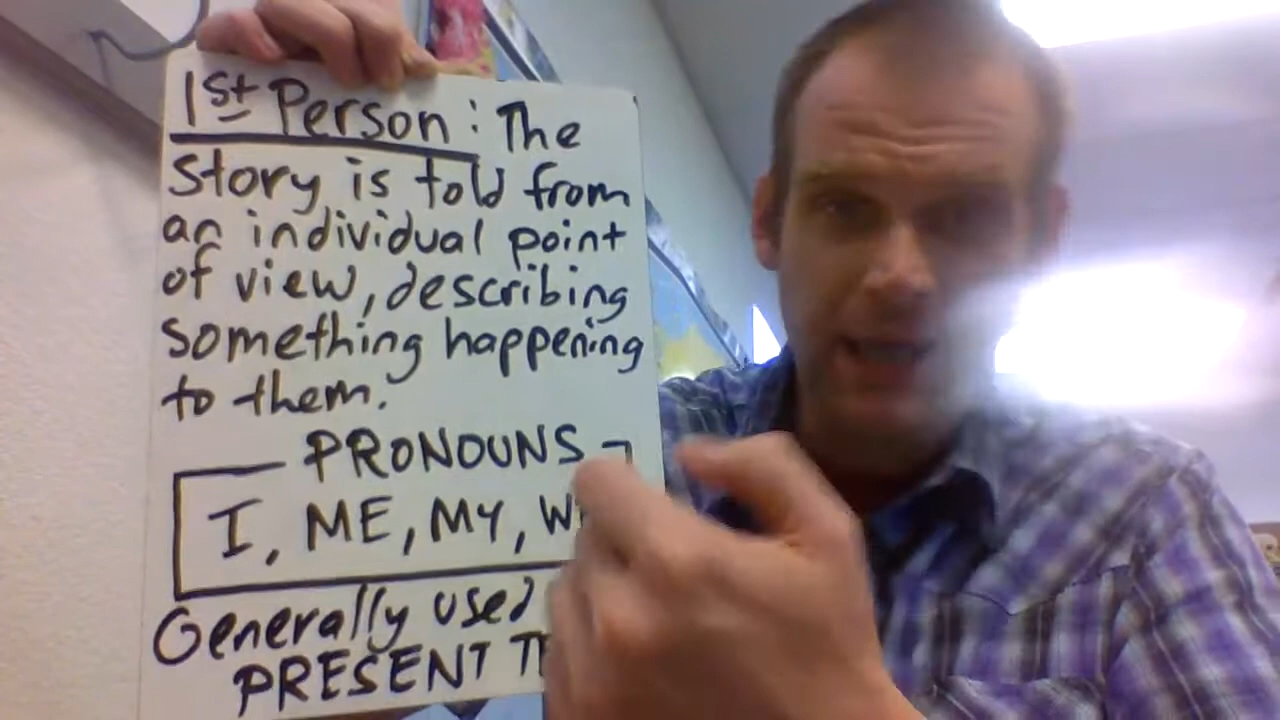 1st Person: The
story is told from
an individual point
of view, describing
something happening
to them.
PRONOUNS
I, ME, MY,
Generally used
PRESENT